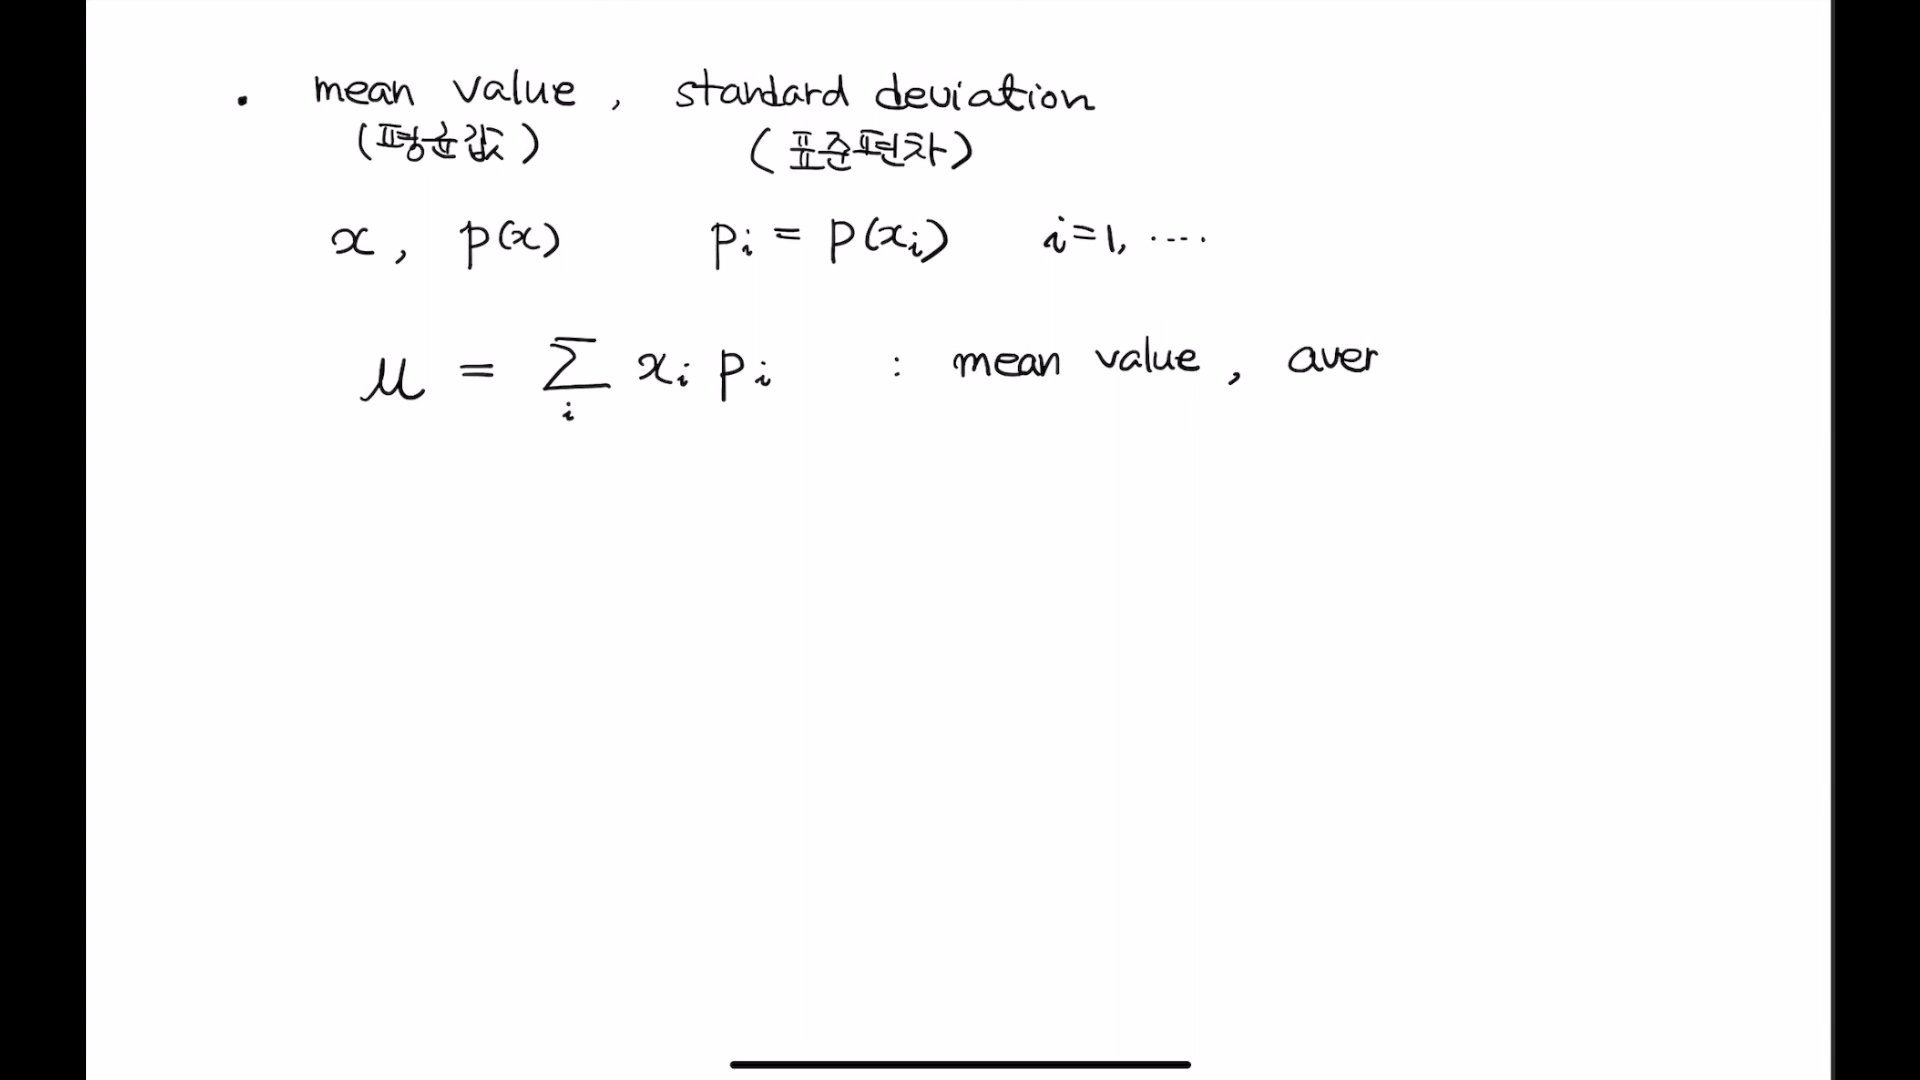 • mean value , standard deviation
(평균값) (표준편차)
x , p(x) pᵢ = p(xᵢ) i=1, ....
μ = ∑ᵢ xᵢ pᵢ : mean value , aver